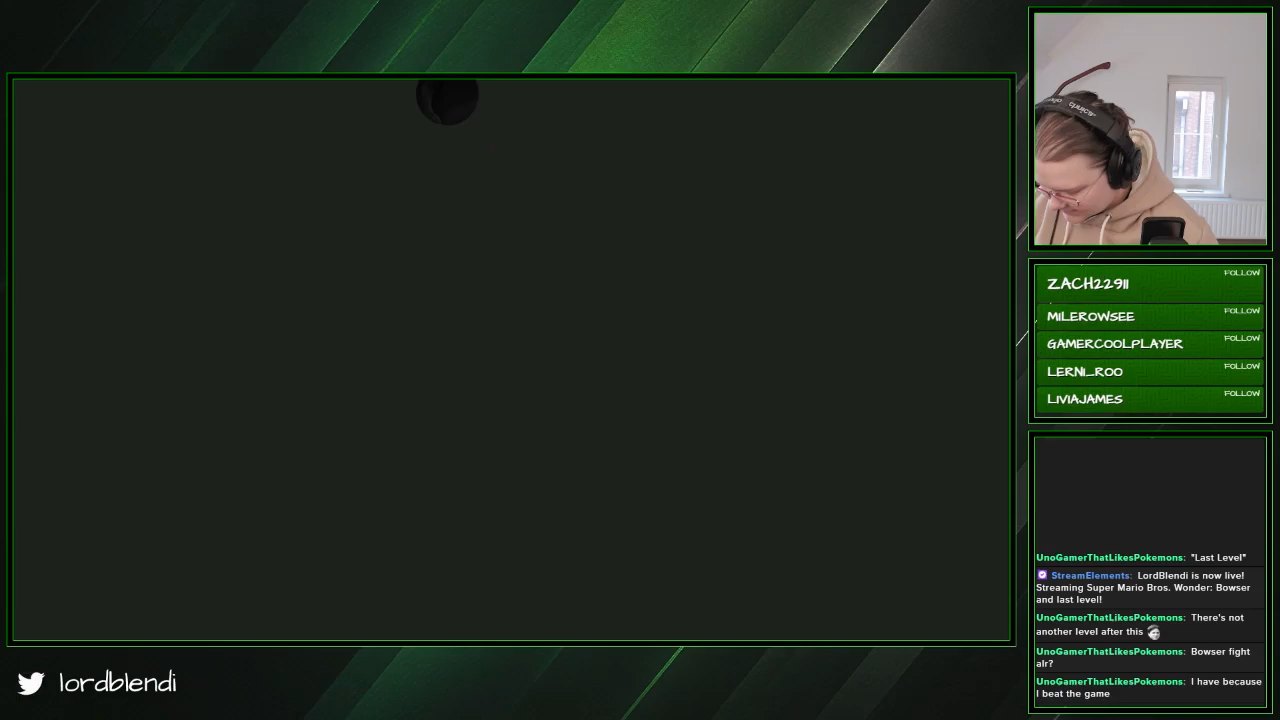 ZACH22911
FOLLOW
MILEROWSEE
FOLLOW
GAMERCOOLPLAYER
FOLLOW
LERNI_ROO
FOLLOW
LIVIAJAMES
FOLLOW
UnoGamerThatLikesPokemons: "Last Level"
StreamElements: LordBlendi is now live!
Streaming Super Mario Bros. Wonder: Bowser
and last level!
UnoGamerThatLikesPokemons: There's not
another level after this
UnoGamerThatLikesPokemons: Bowser fight
alr?
UnoGamerThatLikesPokemons: I have because
I beat the game
lordblendi